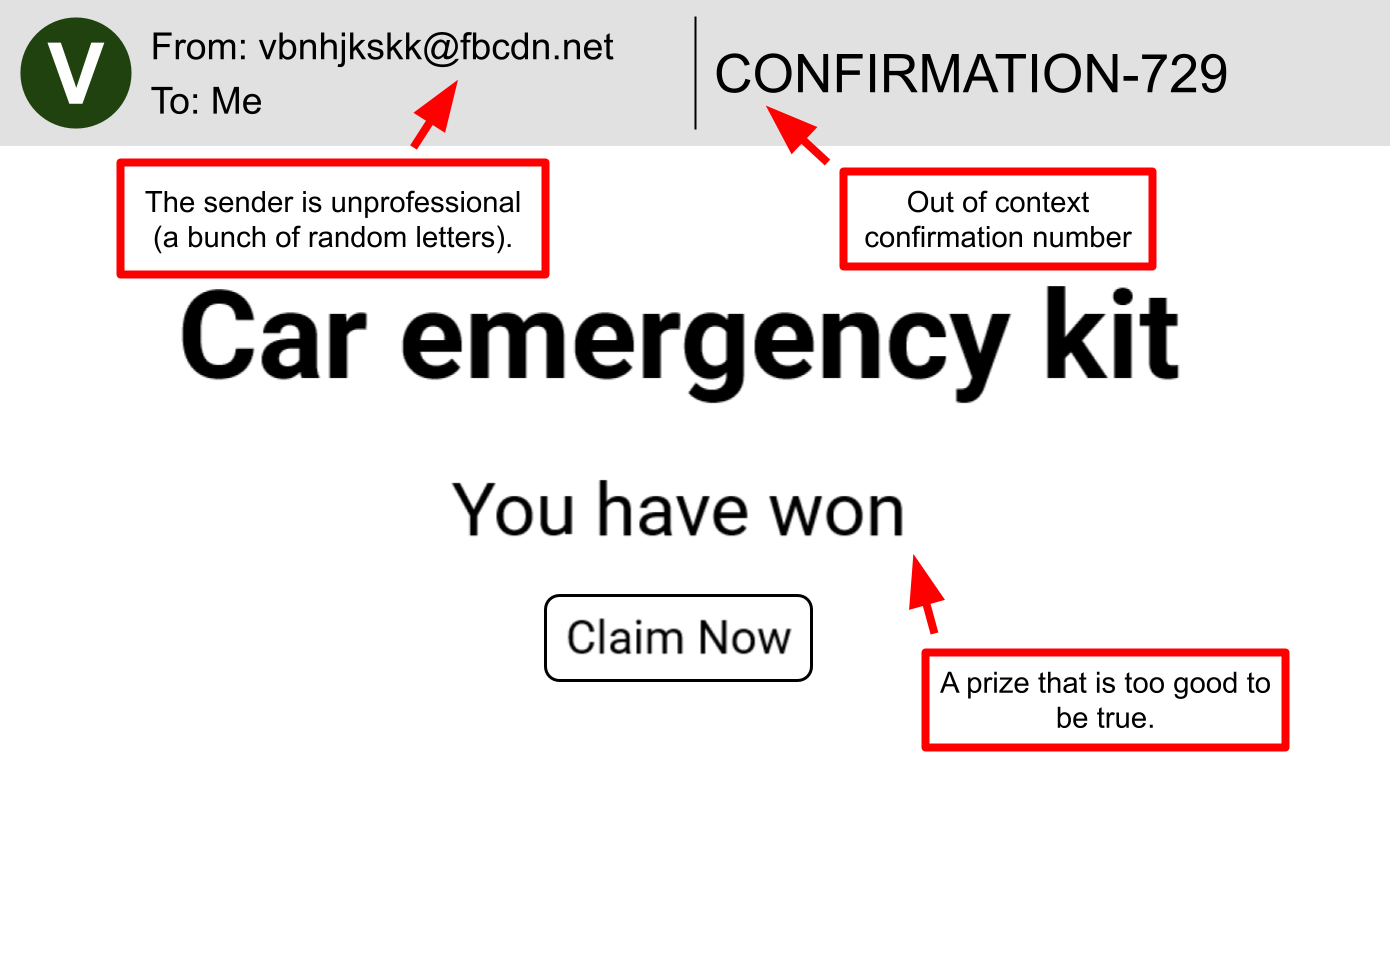 V
From: vbnhjkskk@fbcdn.net
To: Me
CONFIRMATION-729
The sender is unprofessional
(a bunch of random letters).
Out of context
confirmation number
Car emergency kit
You have won
Claim Now
A prize that is too good to
be true.